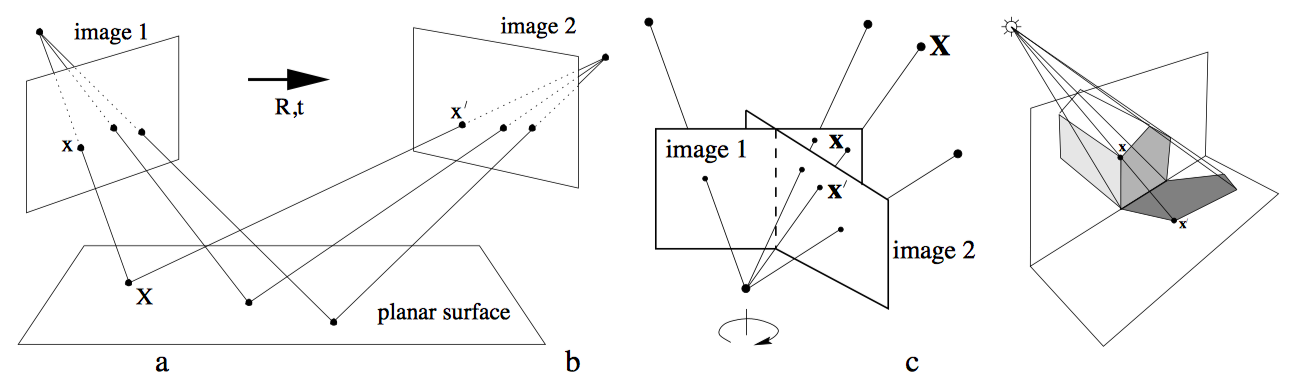 image 1
image 2
R,t
x
x′
X
planar surface
a
b
X
image 1
x
x′
image 2
c
x
x